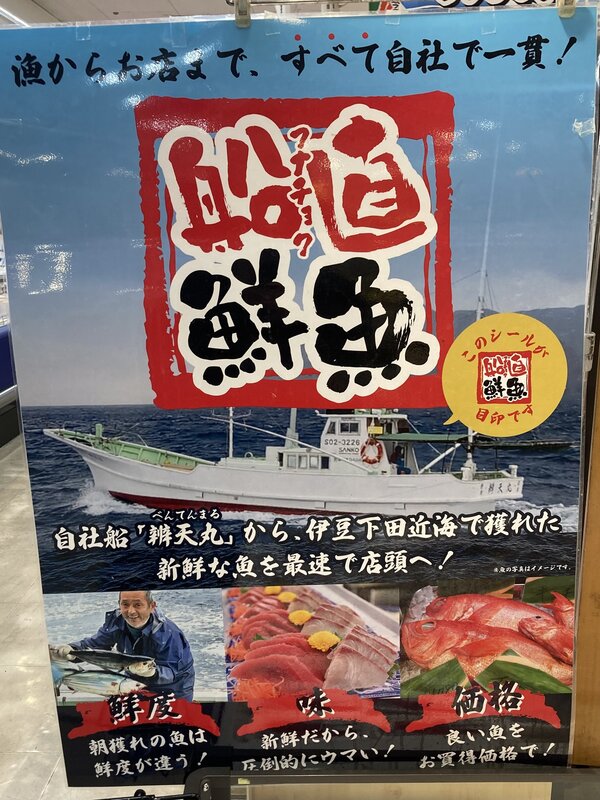 漁からお店まで、すべて自社で一貫!
船直
フナチョク
鮮魚
このシールが
船直
鮮魚
目印です
SO2-3226
SANKO
辨天丸
べんてんまる
自社船「辨天丸」から、伊豆下田近海で獲れた
新鮮な魚を最速で店頭へ!
※魚の写真はイメージです。
鮮度
朝獲れの魚は
鮮度が違う!
味
新鮮だから、
圧倒的にウマい!
価格
良い魚を
お買得価格で!